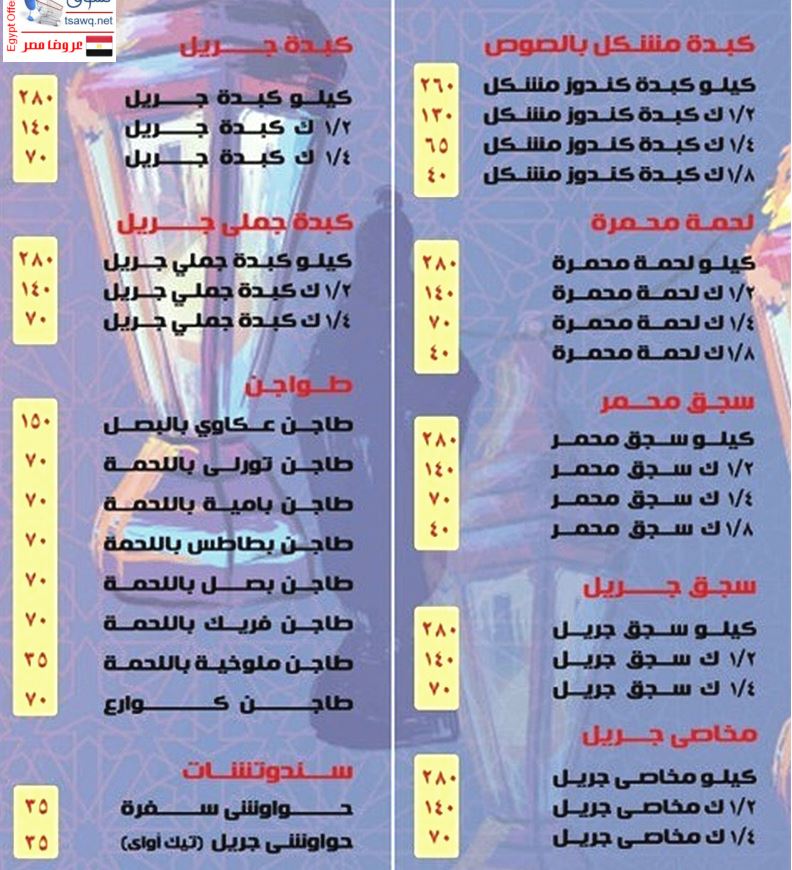 تسوق
tsawq.net
Egypt Offe
عروض مصر
كبدة مشكل بالصوص
كيلو كبدة كندوز مشكل ٢٦٠
١/٢ ك كبدة كندوز مشكل ١٣٠
١/٤ ك كبدة كندوز مشكل ٦٥
١/٨ ك كبدة كندوز مشكل ٤٠
لحمة محمرة
كيلو لحمة محمرة ٢٨٠
١/٢ ك لحمة محمرة ١٤٠
١/٤ ك لحمة محمرة ٧٠
١/٨ ك لحمة محمرة ٤٠
سجق محمر
كيلو سجق محمر ٢٨٠
١/٢ ك سجق محمر ١٤٠
١/٤ ك سجق محمر ٧٠
١/٨ ك سجق محمر ٤٠
سجق جريل
كيلو سجق جريل ٢٨٠
١/٢ ك سجق جريل ١٤٠
١/٤ ك سجق جريل ٧٠
مخاصى جريل
كيلو مخاصى جريل ٢٨٠
١/٢ ك مخاصى جريل ١٤٠
١/٤ ك مخاصى جريل ٧٠
كبدة جريل
كيلو كبدة جريل ٢٨٠
١/٢ ك كبدة جريل ١٤٠
١/٤ ك كبدة جريل ٧٠
كبدة جملى جريل
كيلو كبدة جملي جريل ٢٨٠
١/٢ ك كبدة جملي جريل ١٤٠
١/٤ ك كبدة جملي جريل ٧٠
طواجن
طاجن عكاوي بالبصل ١٥٠
طاجن تورلى باللحمة ٧٠
طاجن بامية باللحمة ٧٠
طاجن بطاطس باللحمة ٧٠
طاجن بصل باللحمة ٧٠
طاجن فريك باللحمة ٧٠
طاجن ملوخية باللحمة ٣٥
طاجن كوارع ٧٠
سندوتشات
حواوشى سفرة ٣٥
حواوشى جريل (تيك أواى) ٣٥